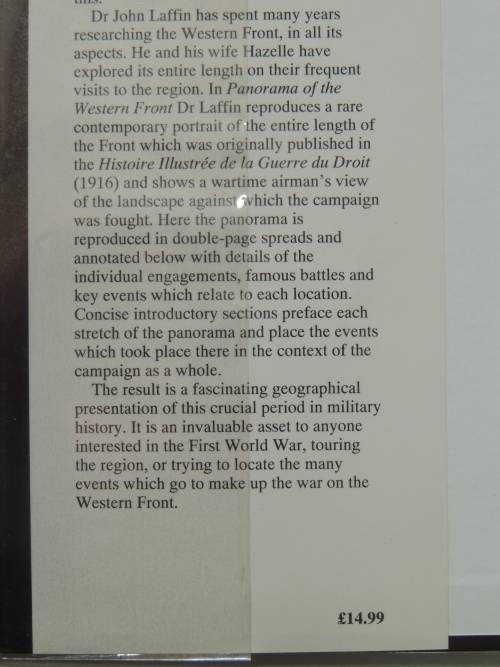 this.
Dr John Laffin has spent many years
researching the Western Front, in all its
aspects. He and his wife Hazelle have
explored its entire length on their frequent
visits to the region. In Panorama of the
Western Front Dr Laffin reproduces a rare
contemporary portrait of the entire length of
the Front which was originally published in
the Histoire Illustrée de la Guerre du Droit
(1916) and shows a wartime airman's view
of the landscape against which the campaign
was fought. Here the panorama is
reproduced in double-page spreads and
annotated below with details of the
individual engagements, famous battles and
key events which relate to each location.
Concise introductory sections preface each
stretch of the panorama and place the events
which took place there in the context of the
campaign as a whole.
The result is a fascinating geographical
presentation of this crucial period in military
history. It is an invaluable asset to anyone
interested in the First World War, touring
the region, or trying to locate the many
events which go to make up the war on the
Western Front.
£14.99